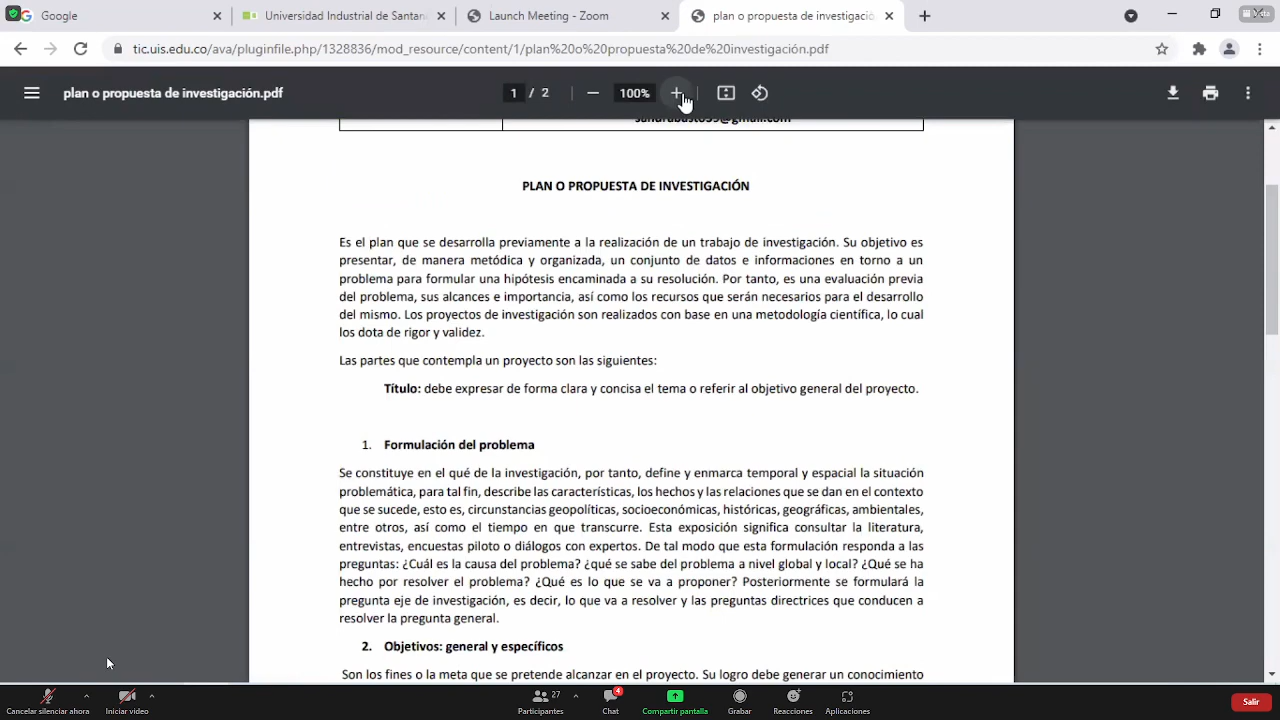 Google
Universidad Industrial de Santan
Launch Meeting - Zoom
plan o propuesta de investigació
Vista
tic.uis.edu.co/ava/pluginfile.php/1328836/mod_resource/content/1/plan%20o%20propuesta%20de%20investigación.pdf
plan o propuesta de investigación.pdf
1 / 2
100%
PLAN O PROPUESTA DE INVESTIGACIÓN
Es el plan que se desarrolla previamente a la realización de un trabajo de investigación. Su objetivo es
presentar, de manera metódica y organizada, un conjunto de datos e informaciones en torno a un
problema para formular una hipótesis encaminada a su resolución. Por tanto, es una evaluación previa
del problema, sus alcances e importancia, así como los recursos que serán necesarios para el desarrollo
del mismo. Los proyectos de investigación son realizados con base en una metodología científica, lo cual
los dota de rigor y validez.
Las partes que contempla un proyecto son las siguientes:
Título: debe expresar de forma clara y concisa el tema o referir al objetivo general del proyecto.
1. Formulación del problema
Se constituye en el qué de la investigación, por tanto, define y enmarca temporal y espacial la situación
problemática, para tal fin, describe las características, los hechos y las relaciones que se dan en el contexto
que se sucede, esto es, circunstancias geopolíticas, socioeconómicas, históricas, geográficas, ambientales,
entre otros, así como el tiempo en que transcurre. Esta exposición significa consultar la literatura,
entrevistas, encuestas piloto o diálogos con expertos. De tal modo que esta formulación responda a las
preguntas: ¿Cuál es la causa del problema? ¿qué se sabe del problema a nivel global y local? ¿Qué se ha
hecho por resolver el problema? ¿Qué es lo que se va a proponer? Posteriormente se formulará la
pregunta eje de investigación, es decir, lo que va a resolver y las preguntas directrices que conducen a
resolver la pregunta general.
2. Objetivos: general y específicos
Son los fines o la meta que se pretende alcanzar en el proyecto. Su logro debe generar un conocimiento
Cancelar silenciar ahora
Iniciar video
27
Participantes
4
Chat
Compartir pantalla
Grabar
Reacciones
Aplicaciones
Salir